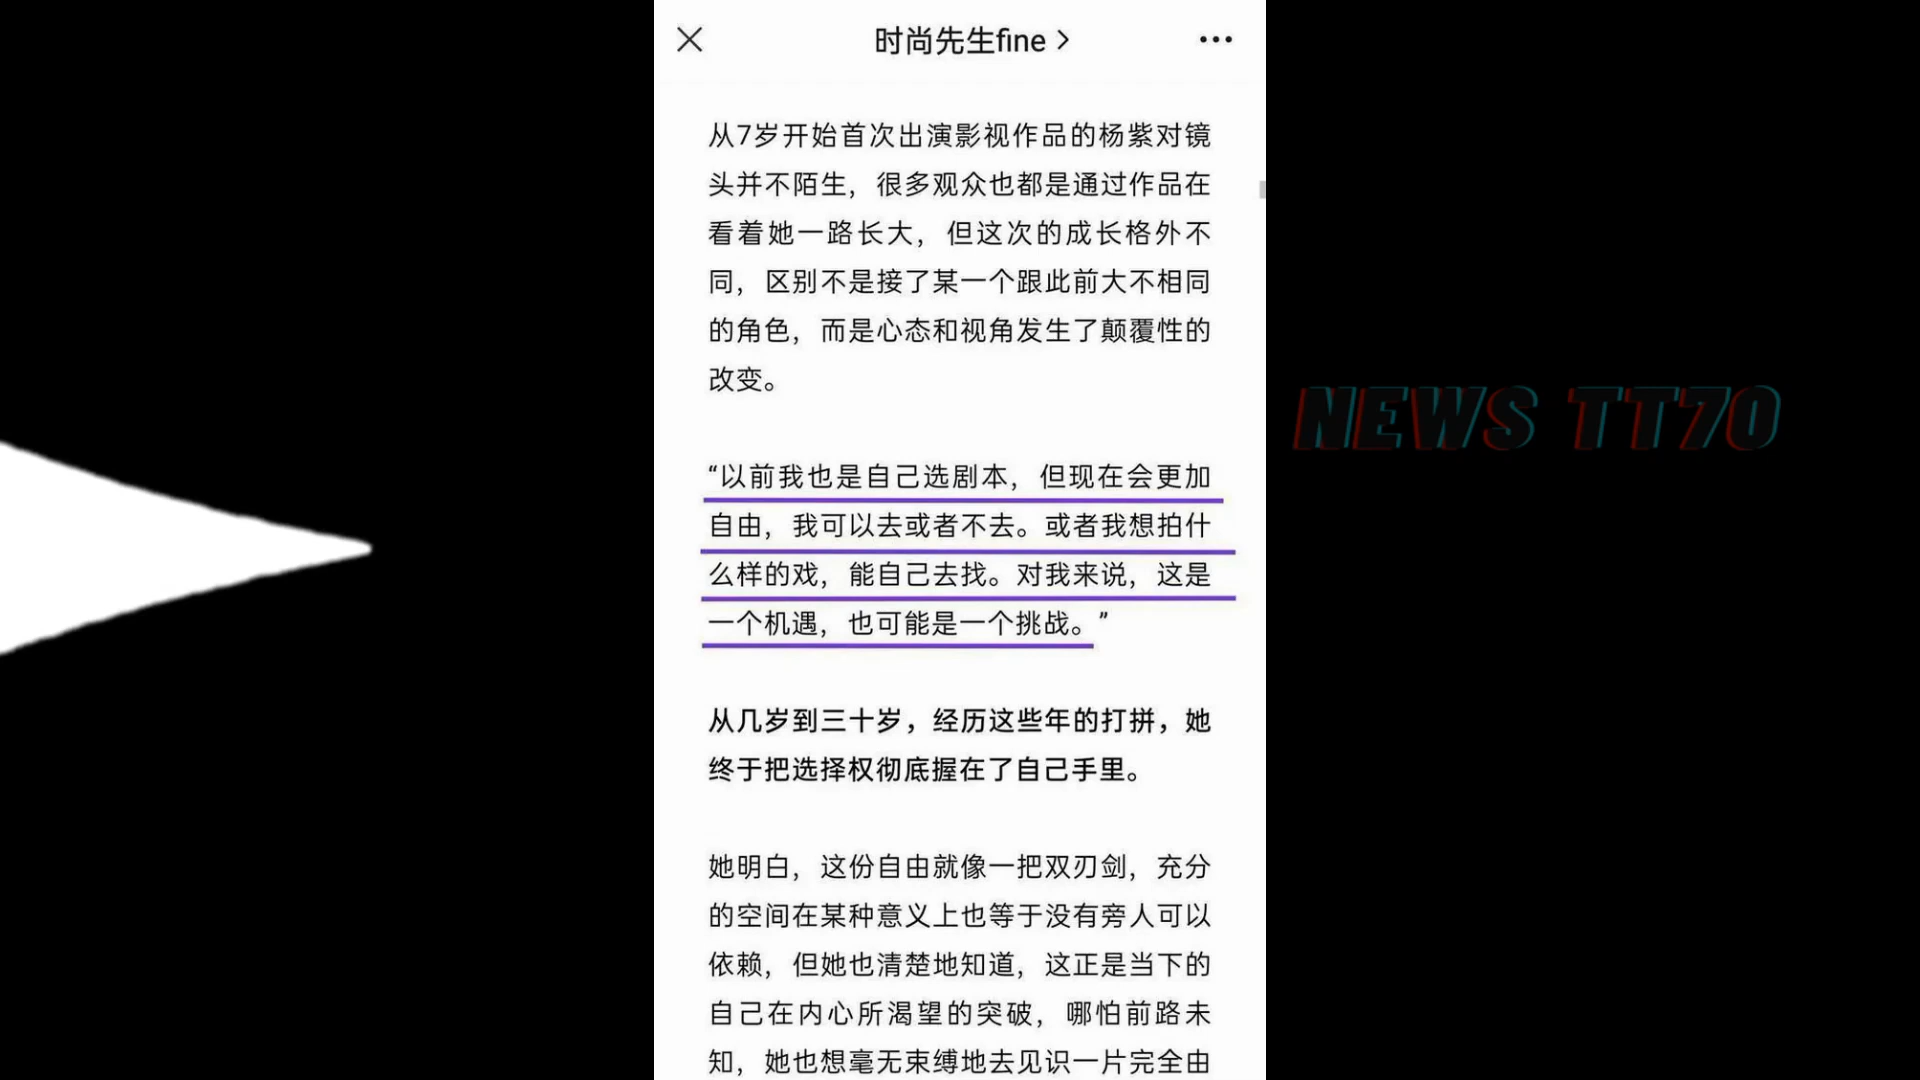 时尚先生fine
从7岁开始首次出演影视作品的杨紫对镜
头并不陌生，很多观众也都是通过作品在
看着她一路长大，但这次的成长格外不
同，区别不是接了某一个跟此前大不相同
的角色，而是心态和视角发生了颠覆性的
改变。
“以前我也是自己选剧本，但现在会更加
自由，我可以去或者不去。或者我想拍什
么样的戏，能自己去找。对我来说，这是
一个机遇，也可能是一个挑战。”
从几岁到三十岁，经历这些年的打拼，她
终于把选择权彻底握在了自己手里。
她明白，这份自由就像一把双刃剑，充分
的空间在某种意义上也等于没有旁人可以
依赖，但她也清楚地知道，这正是当下的
自己在内心所渴望的突破，哪怕前路未
知，她也想毫无束缚地去见识一片完全由
NEWS TT70